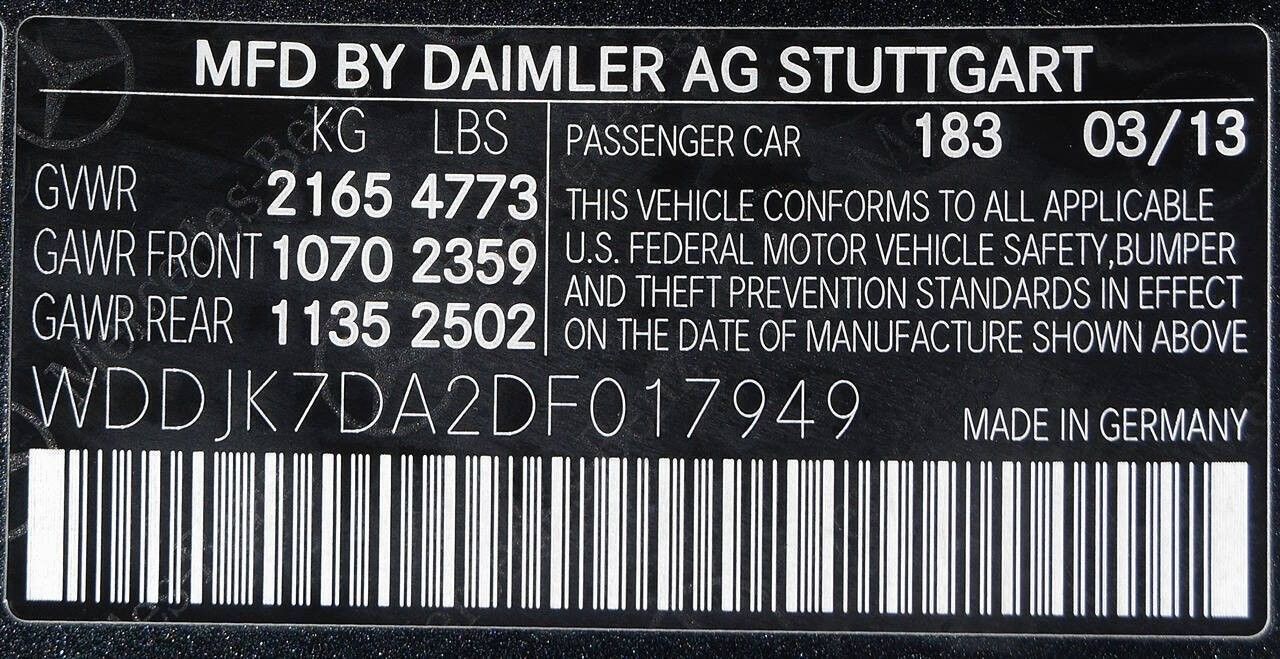 MFD BY DAIMLER AG STUTTGART
KG LBS
GVWR 2165 4773
GAWR FRONT 1070 2359
GAWR REAR 1135 2502
PASSENGER CAR 183 03/13
THIS VEHICLE CONFORMS TO ALL APPLICABLE
U.S. FEDERAL MOTOR VEHICLE SAFETY,BUMPER
AND THEFT PREVENTION STANDARDS IN EFFECT
ON THE DATE OF MANUFACTURE SHOWN ABOVE
WDDJK7DA2DF017949
MADE IN GERMANY